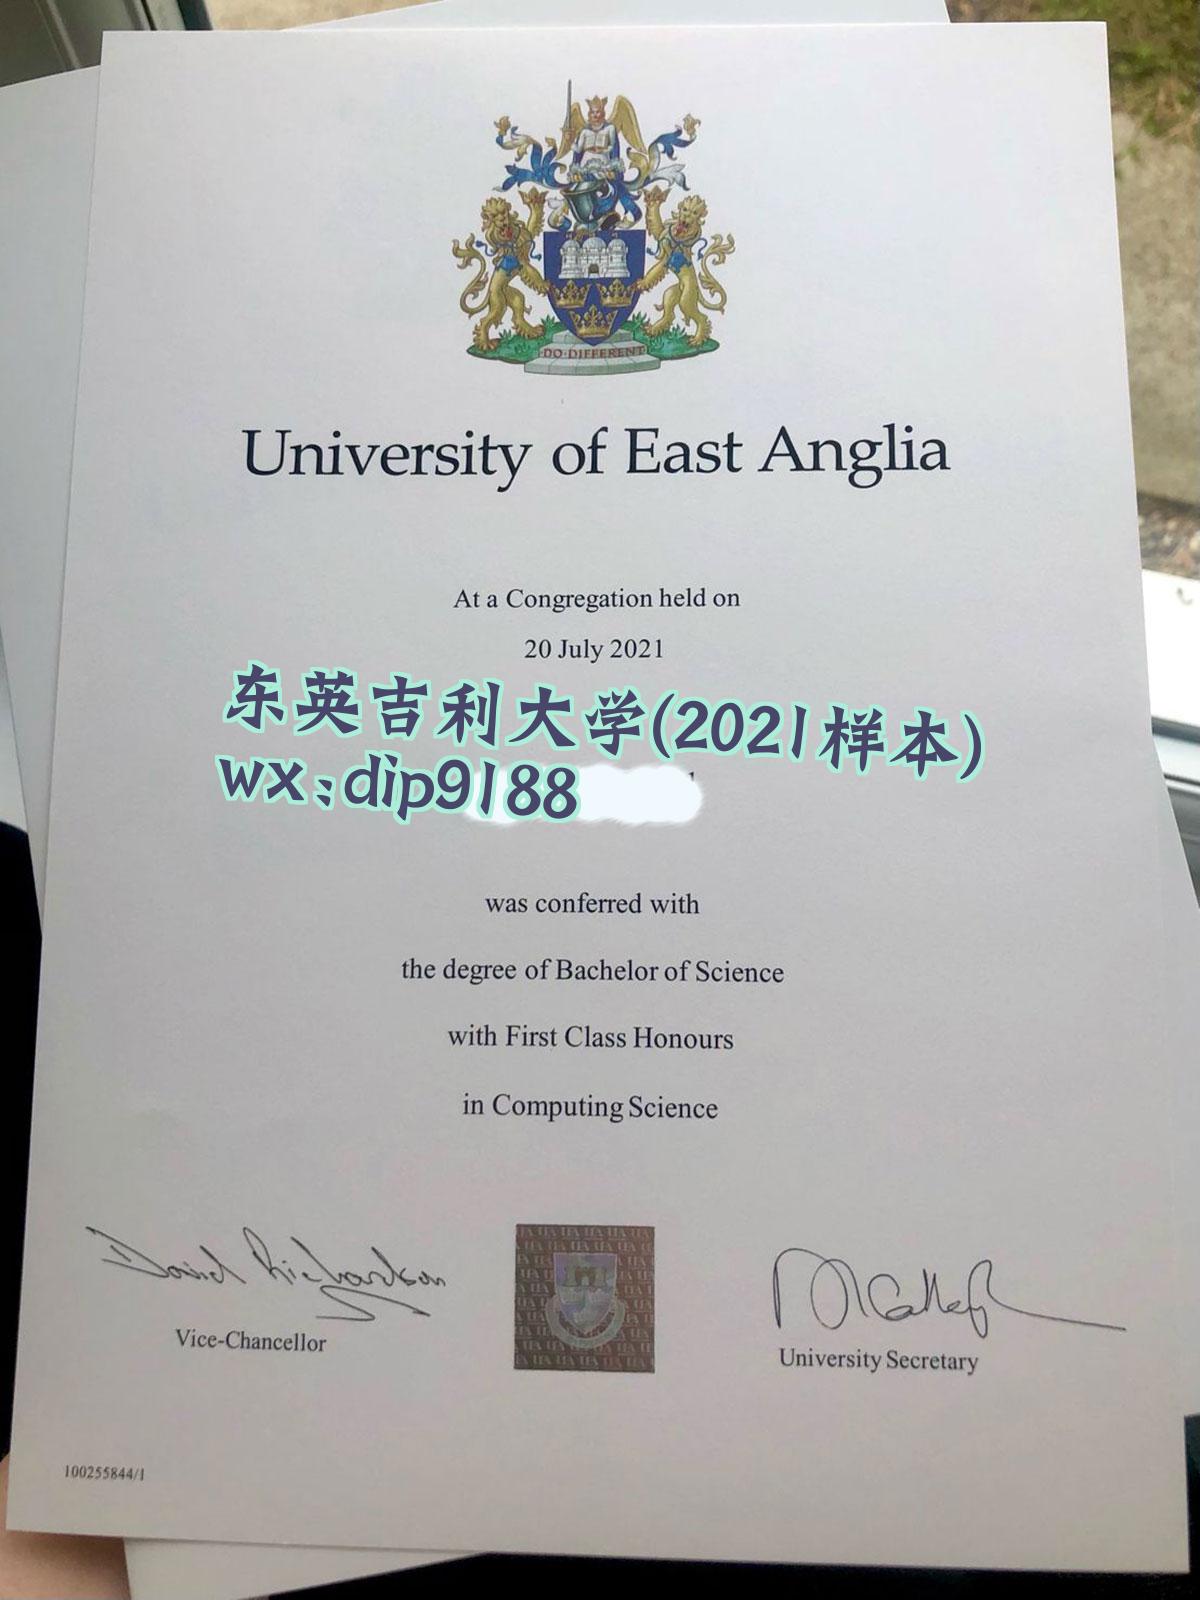 DO DIFFERENT
University of East Anglia
At a Congregation held on
20 July 2021
东英吉利大学(2021样本)
wx:dip9188
was conferred with
the degree of Bachelor of Science
with First Class Honours
in Computing Science
David Richardson
Vice-Chancellor
University Secretary
100255844/1